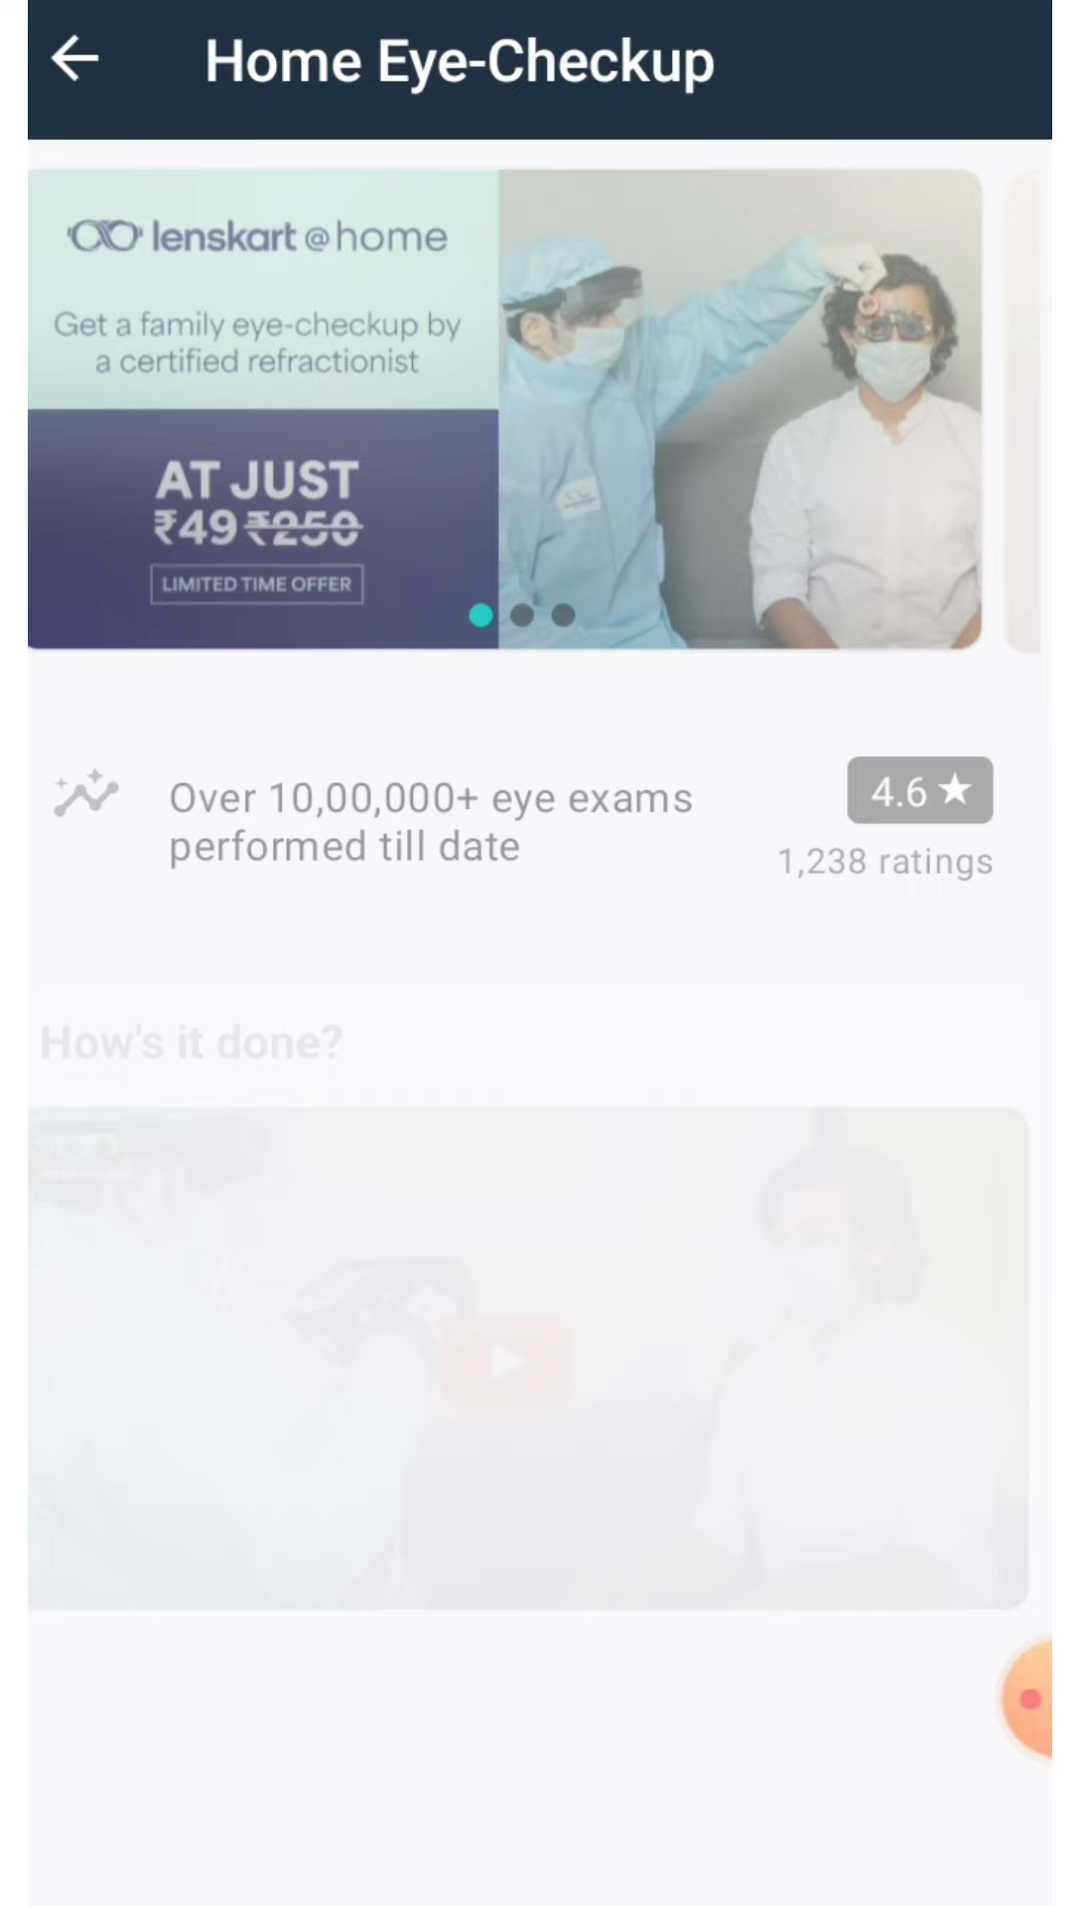 Home Eye-Checkup
lenskart @home
Get a family eye-checkup by
a certified refractionist
AT JUST
₹49 ₹250
LIMITED TIME OFFER
Over 10,00,000+ eye exams
performed till date
4.6 ★
1,238 ratings
How's it done?